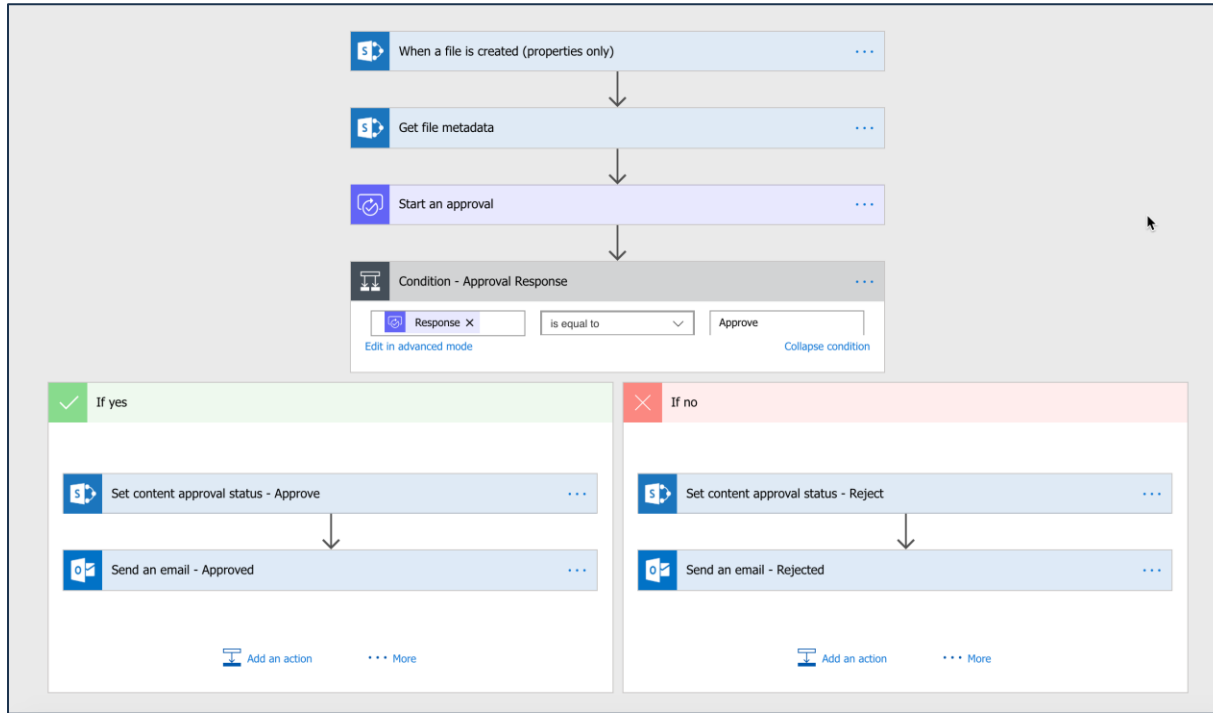 When a file is created (properties only)
Get file metadata
Start an approval
Condition - Approval Response
Response is equal to Approve
Edit in advanced mode Collapse condition
If yes
Set content approval status - Approve
Send an email - Approved
Add an action More
If no
Set content approval status - Reject
Send an email - Rejected
Add an action More